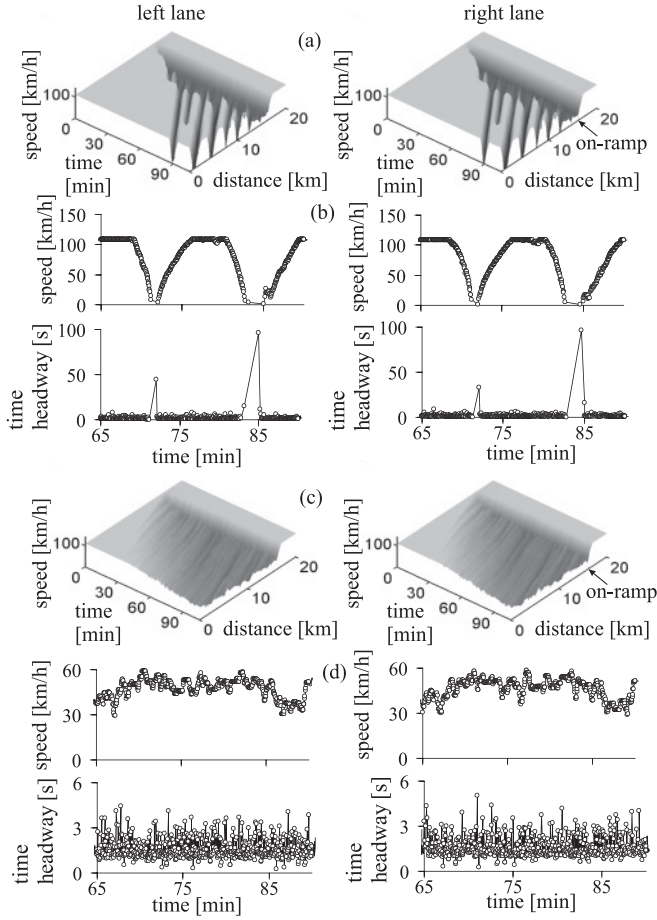 left lane
right lane
(a)
speed [km/h]
100
0
30
60
90
time
[min]
0
10
20
distance [km]
speed [km/h]
100
0
30
60
90
time
[min]
0
10
20
distance [km]
on-ramp
(b)
speed [km/h]
150
100
50
0
speed [km/h]
150
100
50
0
time
headway [s]
100
50
0
65
75
85
time [min]
time
headway [s]
100
50
0
65
75
85
time [min]
(c)
speed [km/h]
100
0
30
60
90
time
[min]
0
10
20
distance [km]
speed [km/h]
100
0
30
60
90
time
[min]
0
10
20
distance [km]
on-ramp
(d)
speed [km/h]
60
30
0
speed [km/h]
60
30
0
time
headway [s]
6
3
0
65
75
85
time [min]
time
headway [s]
6
3
0
65
75
85
time [min]